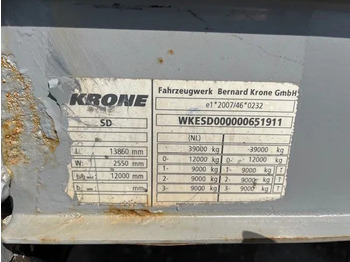 KRONE
SD
L: 13860 mm
W: 2550 mm
12000 mm
b: mm
Fahrzeugwerk Bernard Krone GmbH
e1*2007/46*0232
WKESD000000651911
(NL)
-39000 kg -39000 kg
0- 12000 kg 0- 12000 kg
1- 9000 kg 1- 9000 kg T
2- 9000 kg 2- 9000 kg T
3- 9000 kg 3- 9000 kg T